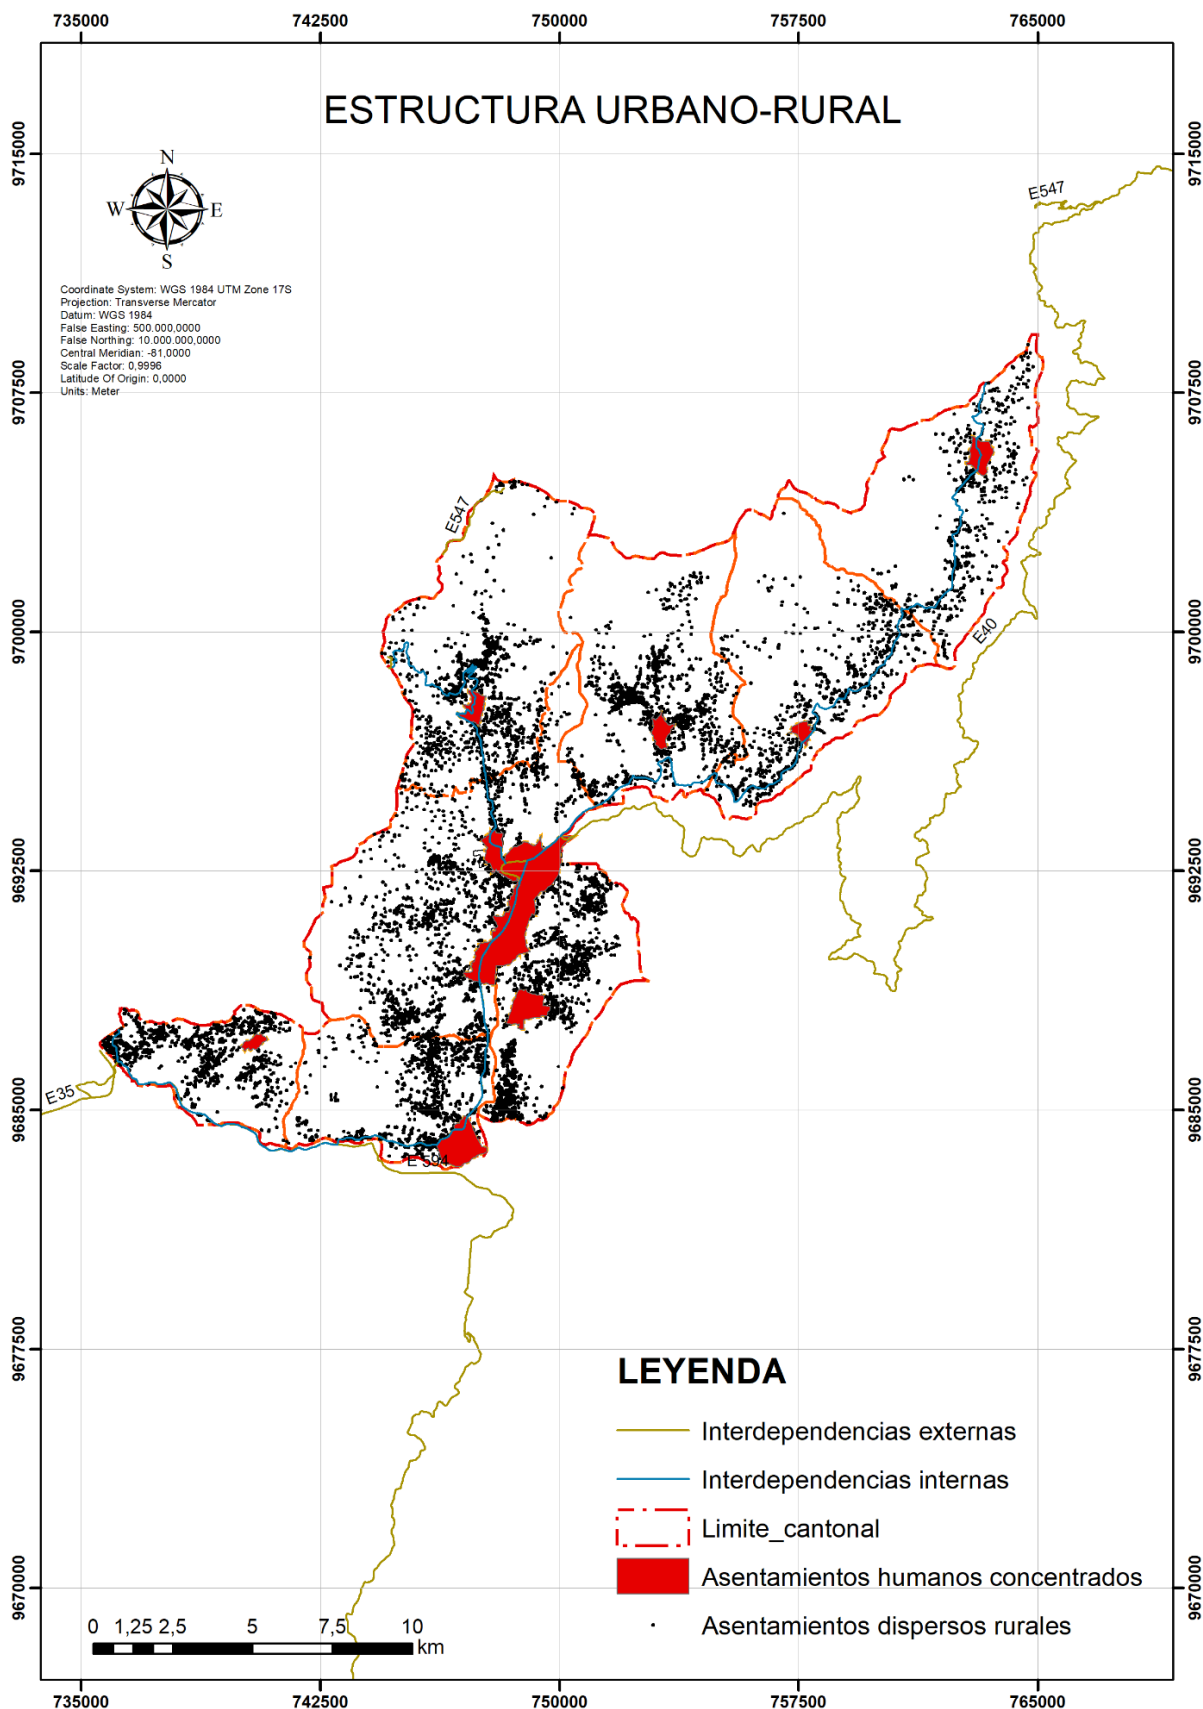 735000 742500 750000 757500 765000
ESTRUCTURA URBANO-RURAL
9715000 9715000
N
W E
S
E547
Coordinate System: WGS 1984 UTM Zone 17S
Projection: Transverse Mercator
Datum: WGS 1984
False Easting: 500.000,0000
False Northing: 10.000.000,0000
Central Meridian: -81,0000
Scale Factor: 0,9996
Latitude Of Origin: 0,0000
Units: Meter
9707500 9707500
E547
9700000 9700000
E40
9692500 9692500
E35
9685000 9685000
E 594
9677500 9677500
LEYENDA
Interdependencias externas
Interdependencias internas
Limite_cantonal
Asentamientos humanos concentrados
Asentamientos dispersos rurales
9670000 9670000
0 1,25 2,5 5 7,5 10
km
735000 742500 750000 757500 765000